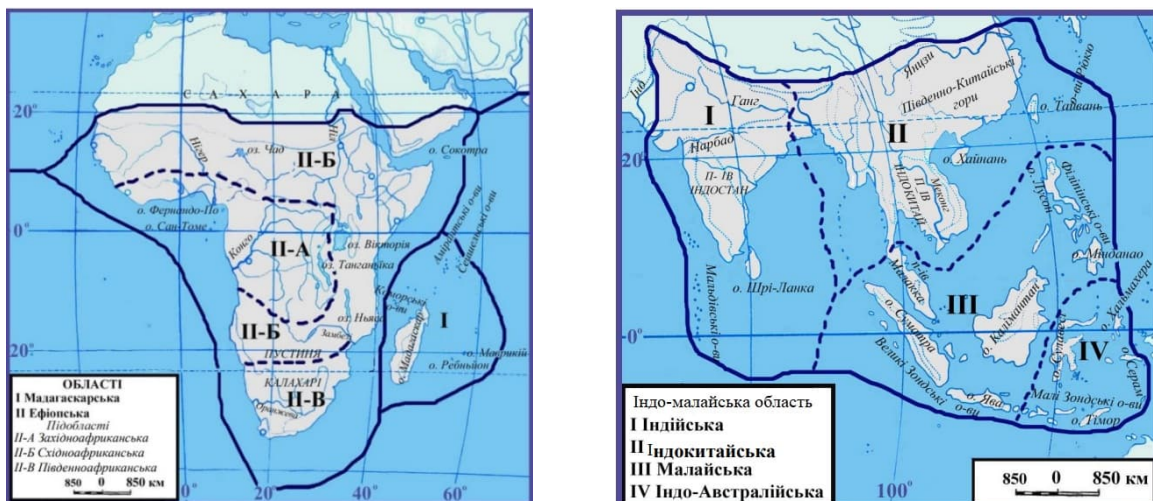 С А Х А Р А
20°
Ніл
Нігер
оз. Чад
II-Б
о. Сокотра
о. Фернандо-По
о. Сан-Томе
0°
Конго
II-А
оз. Вікторія
оз. Танганьїка
Амірантські о-ви
Сейшельські о-ви
Коморські
о-ви
I
оз. Ньяса
Замбезі
II-Б
о. Мадагаскар
о. Маврикій
о. Реюньйон
20°
ПУСТИНЯ
КАЛАХАРІ
II-В
Оранжева
ОБЛАСТІ
I Мадагаскарська
II Ефіопська
Підобласті
II-А Західноафриканська
II-Б Східноафриканська
II-В Південноафриканська
850 0 850 км
0°
20°
40°
60°
Інд
Ганг
I
Нарбад
П- ІВ
ІНДОСТАН
20°
Янцзи
Південно-Китайські
гори
о-ви Рюкю
о. Тайвань
II
о. Хайнань
П ІВ
ІНДОКИТАЙ
Меконг
о. Лусон
Філіпінські о-ви
о. Мінданао
Мальдівські о-ви
о. Шрі-Ланка
п-ів
Малакка
III
о. Суматра
о. Калімантан
0°
о. Сулавесі
о. Хальмахера
IV
о. Серам
Великі Зондські
о-ви
о. Ява
Малі Зондські о-ви
о. Тімор
Індо-малайська область
I Індійська
II Індокитайська
III Малайська
IV Індо-Австралійська
100°
850 0 850 км